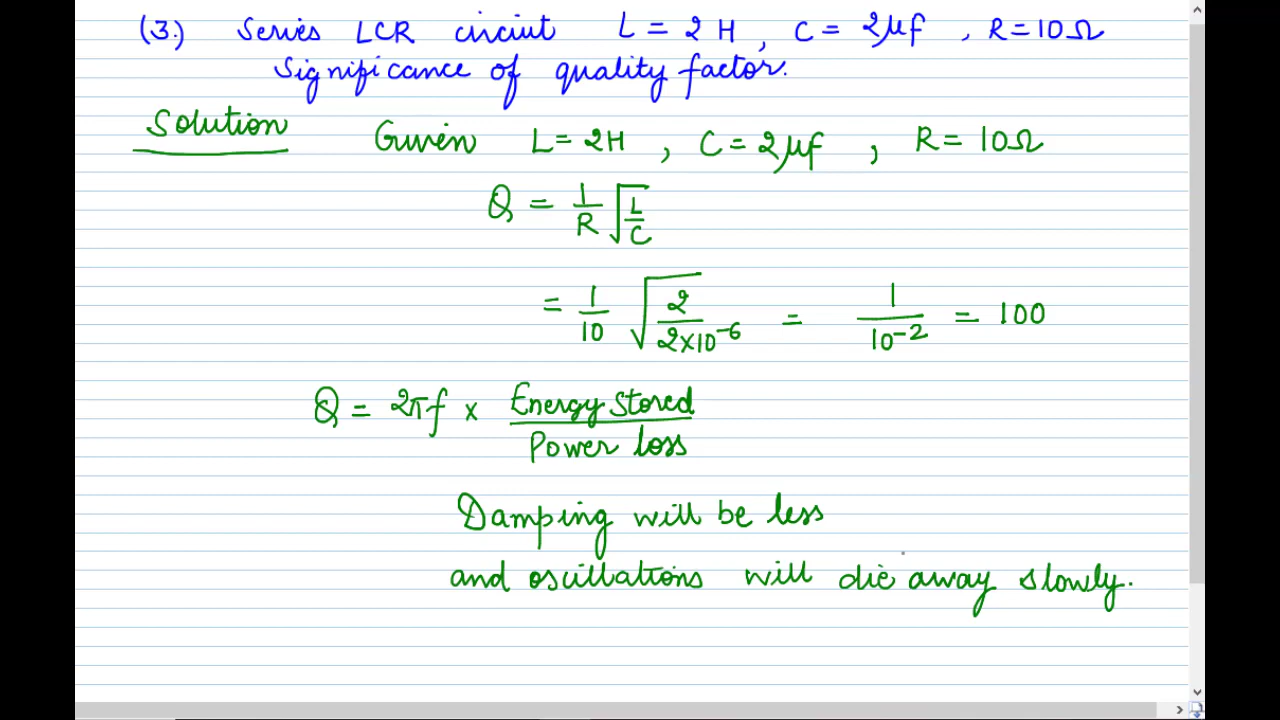 (3.) Series LCR circuit L = 2 H , C = 2μf , R = 10Ω
Significance of quality factor.
Solution Given L = 2H , C = 2μf , R = 10Ω
Q = 1/R √(L/C)
= 1/10 √(2/(2×10⁻⁶)) = 1/10⁻² = 100
Q = 2πf × Energy Stored/Power loss
Damping will be less
and oscillations will die away slowly.